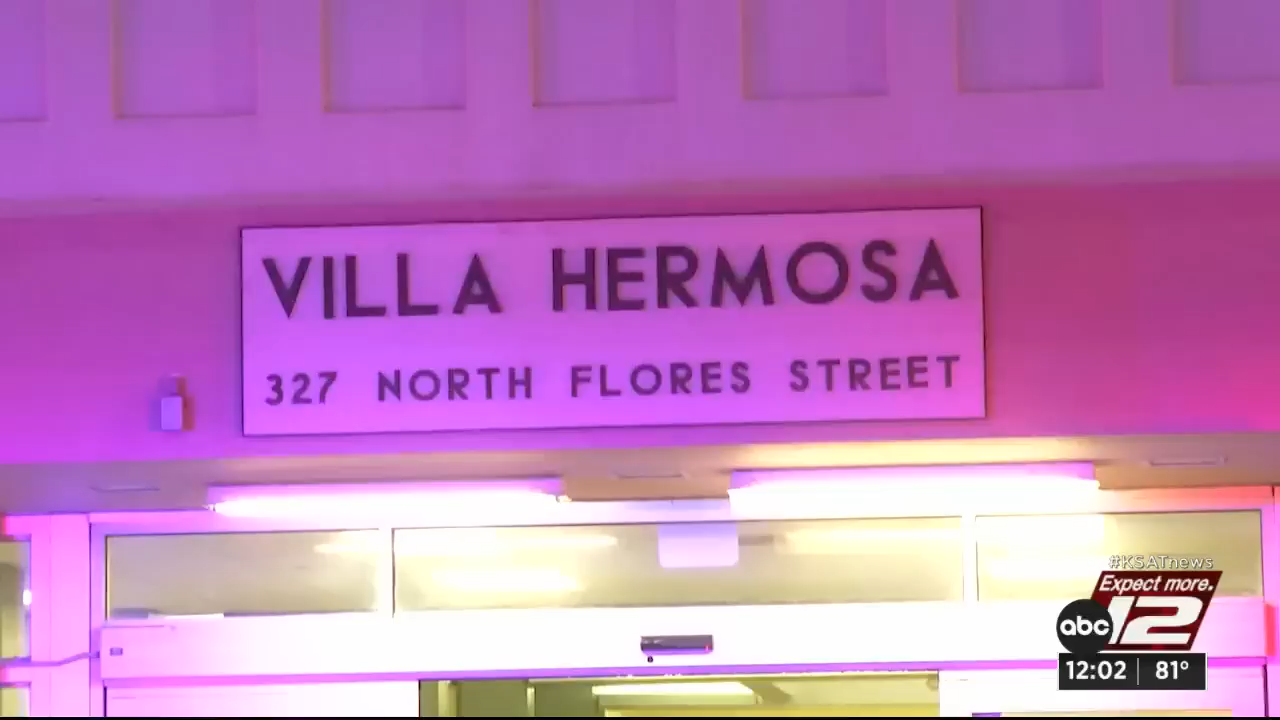 VILLA HERMOSA
327 NORTH FLORES STREET
#KSATnews
Expect more.
abc 12
12:02 81°